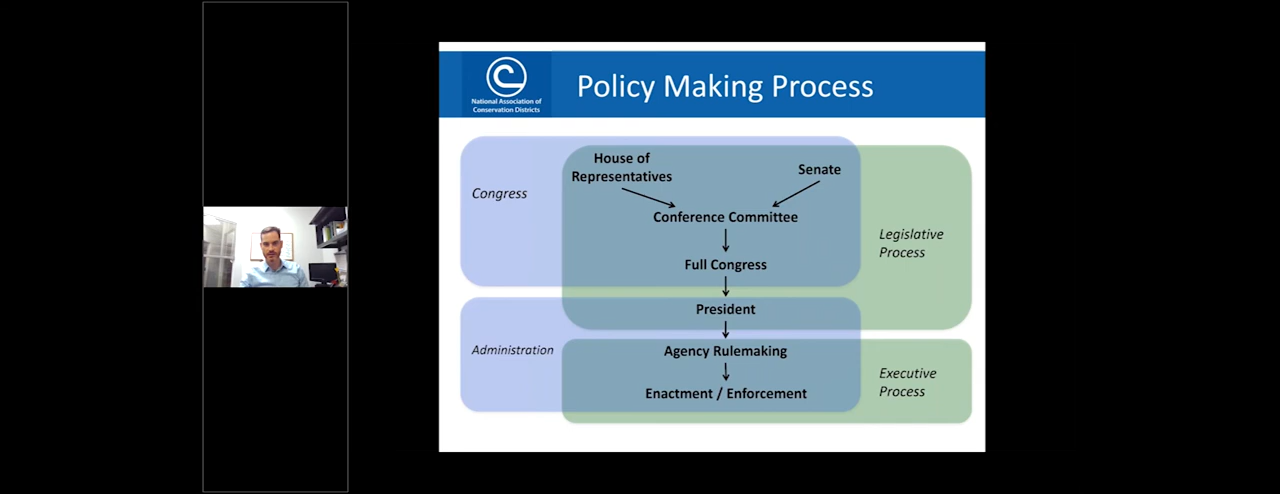 National Association of
Conservation Districts
Policy Making Process
House of
Representatives
Senate
Congress
Conference Committee
Legislative
Process
Full Congress
President
Administration
Agency Rulemaking
Executive
Process
Enactment / Enforcement